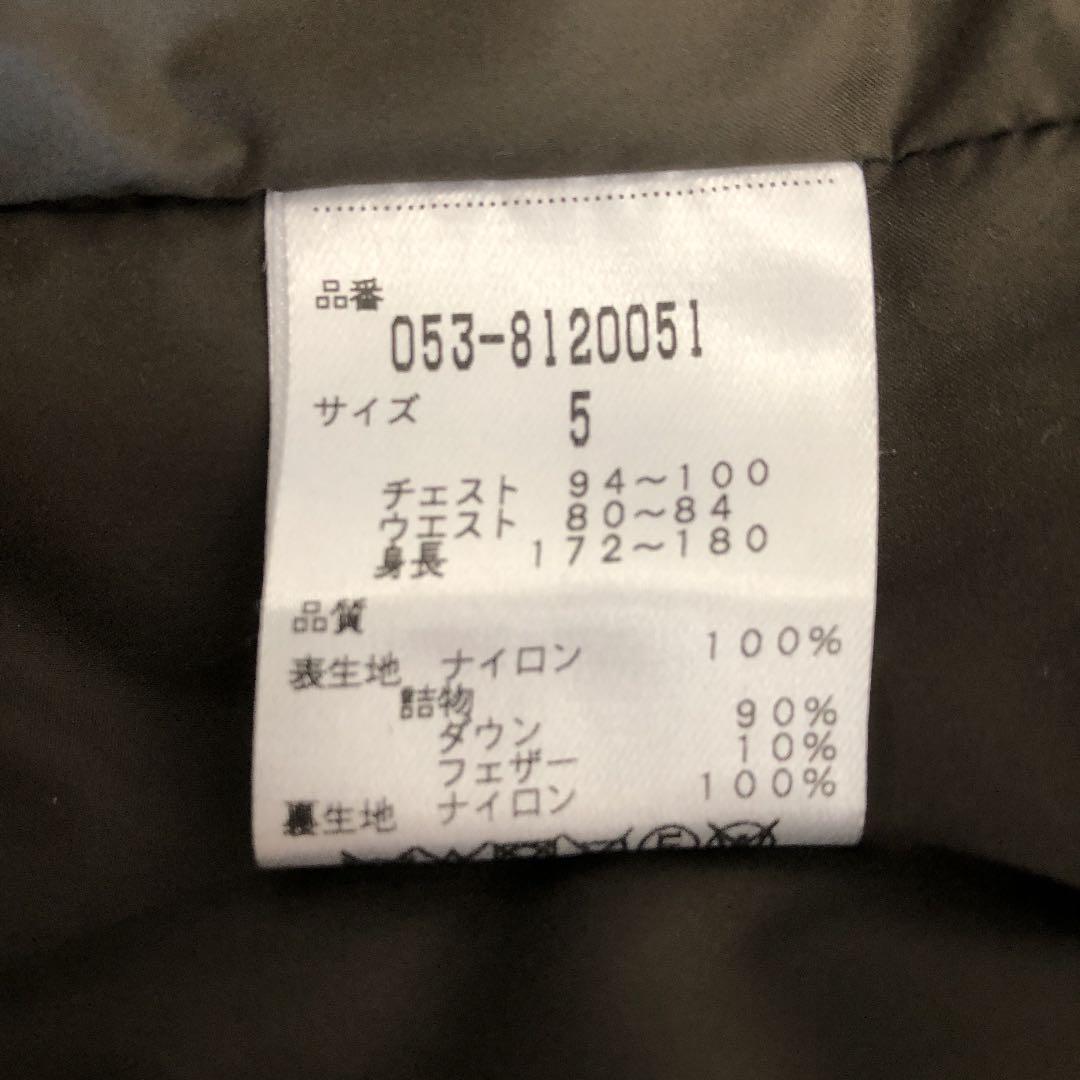 品番
053-8120051
サイズ 5
チェスト 94~100
ウエスト 80~84
身長 172~180
品質
表生地 ナイロン 100%
詰物
ダウン 90%
フェザー 10%
裏生地 ナイロン 100%